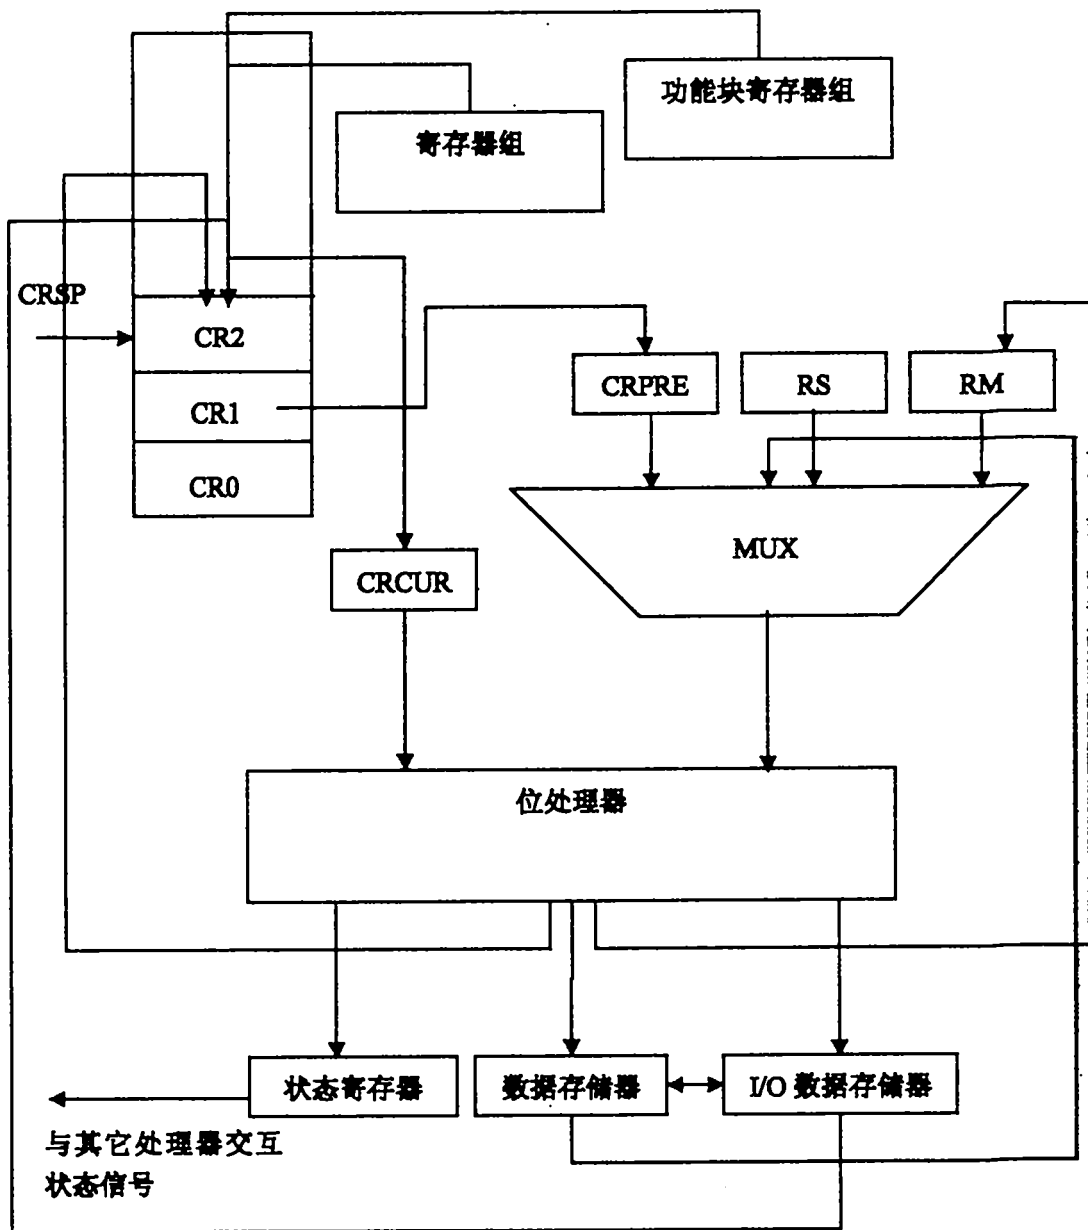 功能块寄存器组
寄存器组
CRSP
CR2
CR1
CR0
CRPRE
RS
RM
MUX
CRCUR
位处理器
状态寄存器
数据存储器
I/O 数据存储器
与其它处理器交互
状态信号